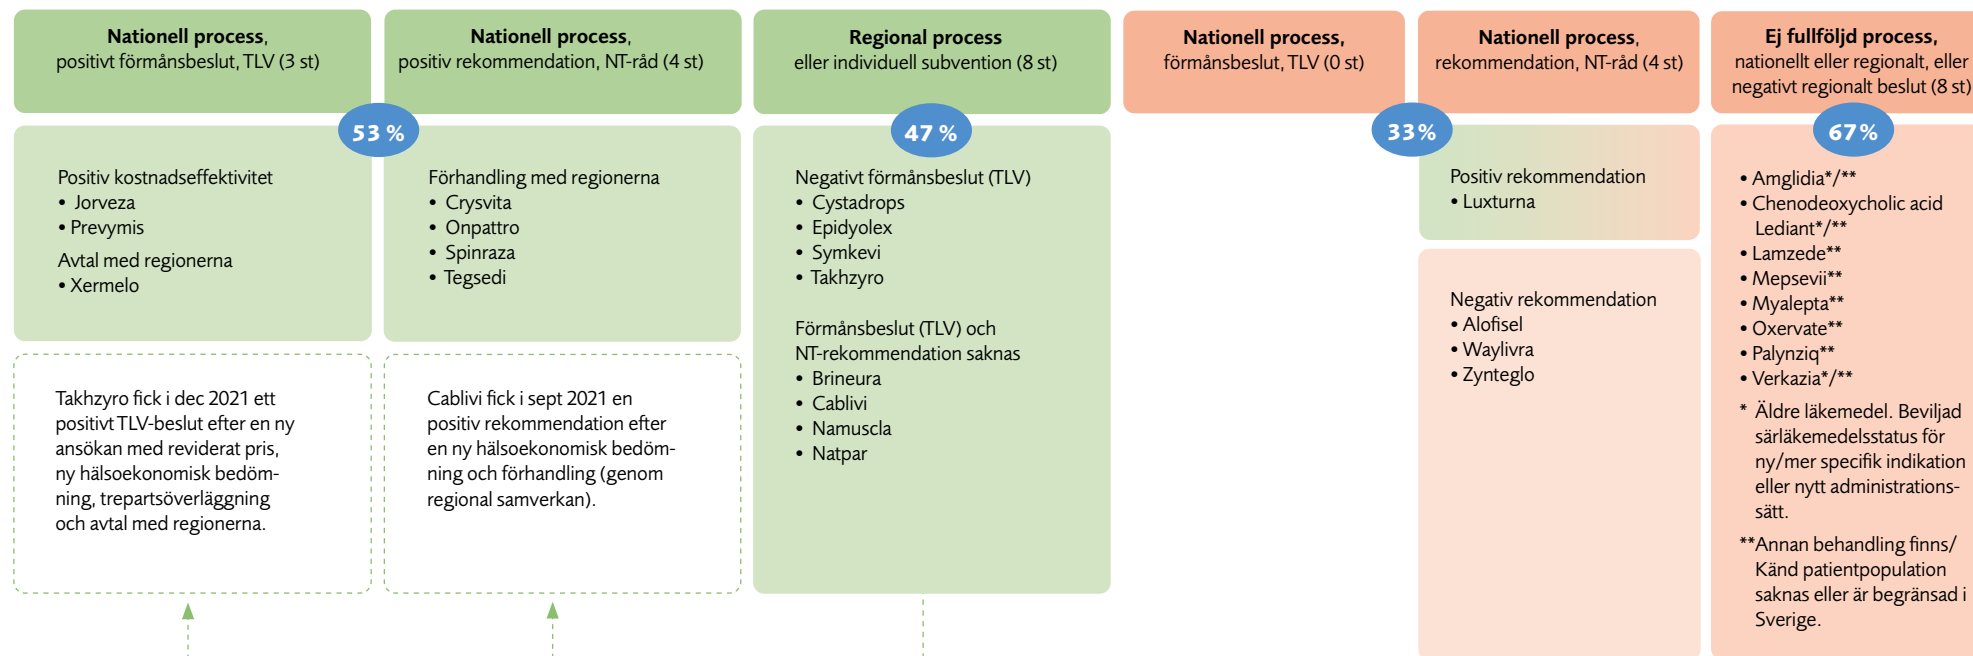 Nationell process,
positivt förmånsbeslut, TLV (3 st)
Nationell process,
positiv rekommendation, NT-råd (4 st)
Regional process
eller individuell subvention (8 st)
Nationell process,
förmånsbeslut, TLV (0 st)
Nationell process,
rekommendation, NT-råd (4 st)
Ej fullföljd process,
nationellt eller regionalt, eller
negativt regionalt beslut (8 st)
53 %
47 %
33%
67%
Positiv kostnadseffektivitet
• Jorveza
• Prevymis
Avtal med regionerna
• Xermelo
Förhandling med regionerna
• Crysvita
• Onpattro
• Spinraza
• Tegsedi
Negativt förmånsbeslut (TLV)
• Cystadrops
• Epidyolex
• Symkevi
• Takhzyro
Förmånsbeslut (TLV) och
NT-rekommendation saknas
• Brineura
• Cablivi
• Namuscla
• Natpar
Positiv rekommendation
• Luxturna
Negativ rekommendation
• Alofisel
• Waylivra
• Zynteglo
• Amglidia*/**
• Chenodeoxycholic acid
Lediant*/**
• Lamzede**
• Mepsevii**
• Myalepta**
• Oxervate**
• Palynziq**
• Verkazia*/**
* Äldre läkemedel. Beviljad
särläkemedelsstatus för
ny/mer specifik indikation
eller nytt administrations-
sätt.
**Annan behandling finns/
Känd patientpopulation
saknas eller är begränsad i
Sverige.
Takhzyro fick i dec 2021 ett
positivt TLV-beslut efter en ny
ansökan med reviderat pris,
ny hälsoekonomisk bedöm-
ning, trepartsöverläggning
och avtal med regionerna.
Cablivi fick i sept 2021 en
positiv rekommendation efter
en ny hälsoekonomisk bedöm-
ning och förhandling (genom
regional samverkan).